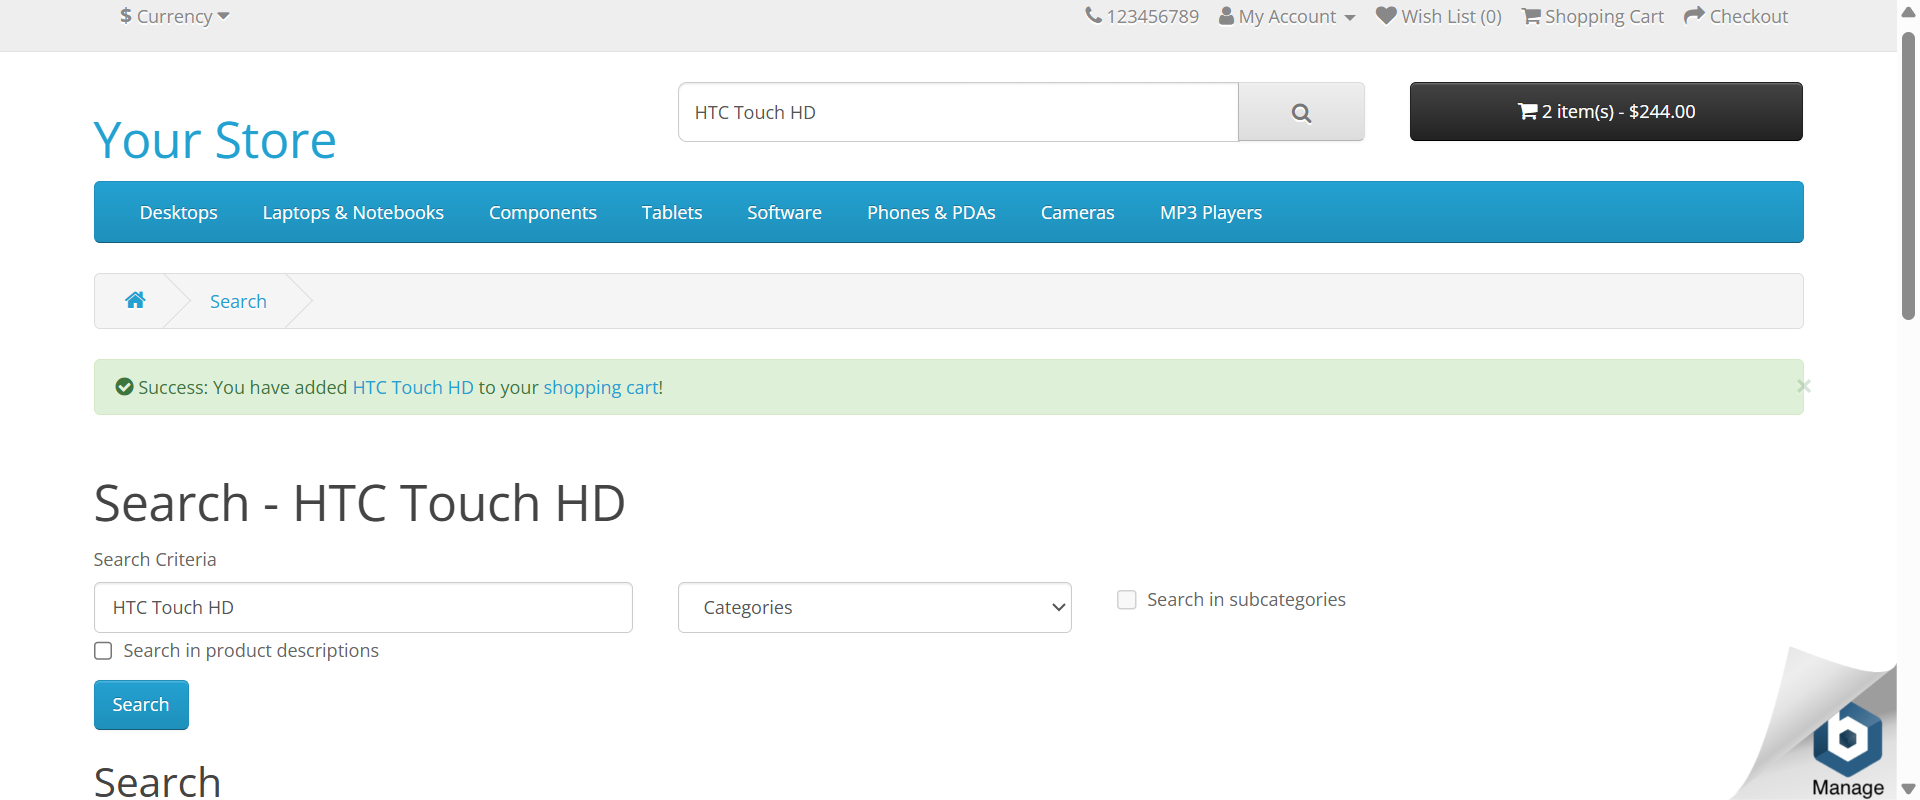 $ Currency
123456789 My Account Wish List (0) Shopping Cart Checkout
Your Store
HTC Touch HD
2 item(s) - $244.00
Desktops Laptops & Notebooks Components Tablets Software Phones & PDAs Cameras MP3 Players
Search
Success: You have added HTC Touch HD to your shopping cart!
×
Search - HTC Touch HD
Search Criteria
HTC Touch HD
Categories
Search in subcategories
Search in product descriptions
Search
Search
b
Manage